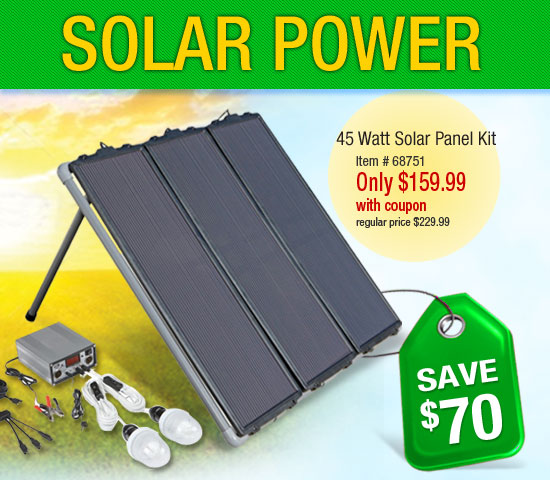 SOLAR POWER
45 Watt Solar Panel Kit
Item # 68751
Only $159.99
with coupon
regular price $229.99
SAVE
$70